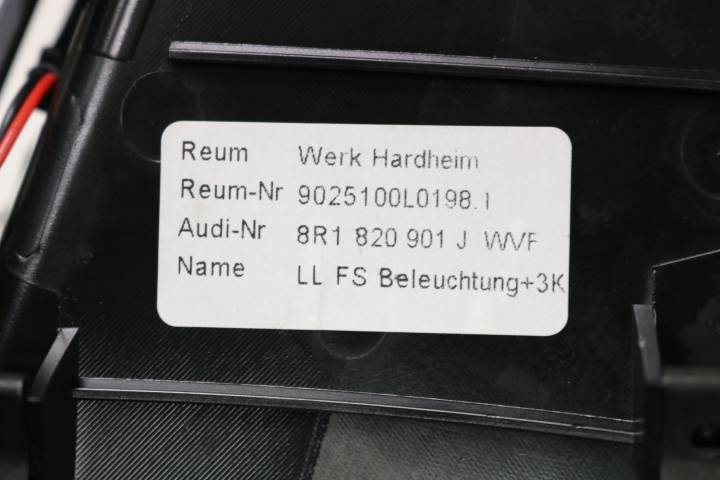 Reum Werk Hardheim
Reum-Nr 9025100L0198.1
Audi-Nr 8R1 820 901 J WVF
Name LL FS Beleuchtung+3K